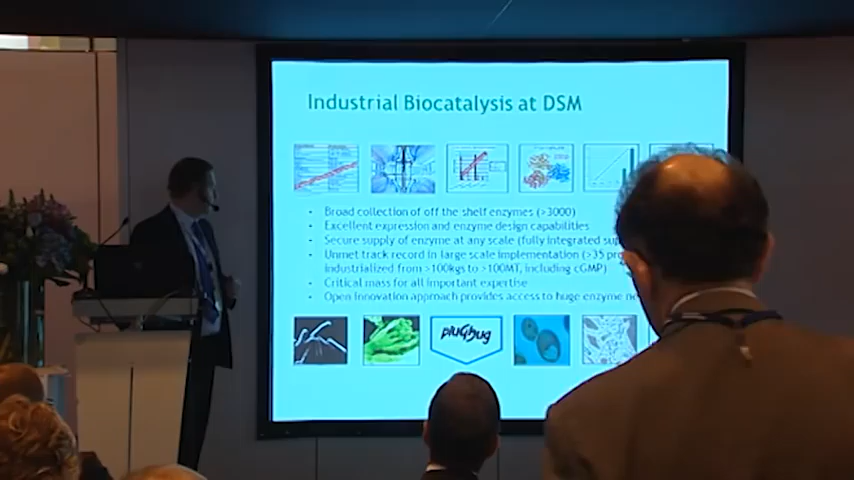 Industrial Biocatalysis at DSM
- Broad collection of off the shelf enzymes (>3000)
- Excellent expression and enzyme design capabilities
- Secure supply of enzyme at any scale (fully integrated
- Unmet track record in large scale implementation (>35
industrialized from >100kgs to >100MT, including cGMP)
- Critical mass for all important expertise
- Open innovation approach provides access to huge enzyme
plugbug